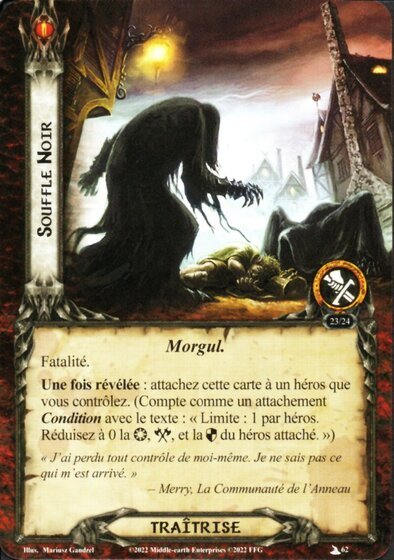 SOUFFLE NOIR
23/24
Morgul.
Fatalité.
Une fois révélée : attachez cette carte à un héros que
vous contrôlez. (Compte comme un attachement
Condition avec le texte : « Limite : 1 par héros.
Réduisez à 0 la , , et la du héros attaché. »)
« J'ai perdu tout contrôle de moi-même. Je ne sais pas ce
qui m'est arrivé. »
– Merry, La Communauté de l'Anneau
TRAÎTRISE
Illus. Mariusz Gandzel
©2022 Middle-earth Enterprises ©2022 FFG
62